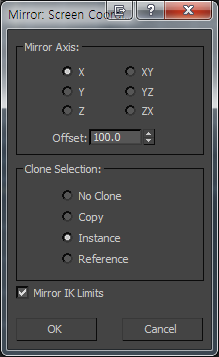 Mirror: Screen Coor
Mirror Axis:
X XY
Y YZ
Z ZX
Offset: 100.0
Clone Selection:
No Clone
Copy
Instance
Reference
Mirror IK Limits
OK Cancel